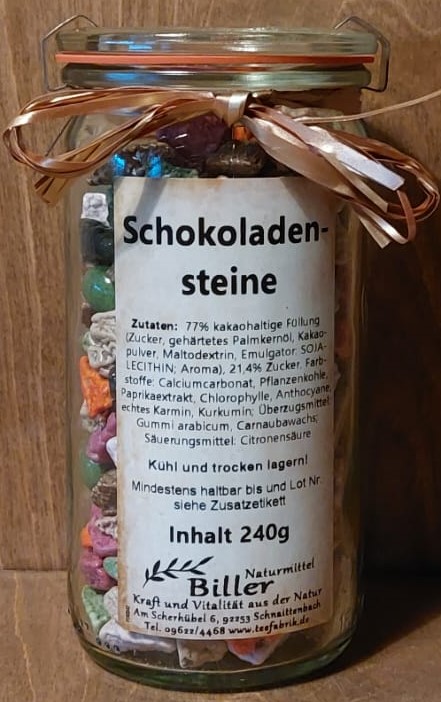 Schokoladen-
steine
Zutaten: 77% kakaohaltige Füllung
(Zucker, gehärtetes Palmkernöl, Kakao-
pulver, Maltodextrin, Emulgator: SOJA-
LECITHIN; Aroma), 21,4% Zucker, Farb-
stoffe: Calciumcarbonat, Pflanzenkohle,
Paprikaextrakt, Chlorophylle, Anthocyane,
echtes Karmin, Kurkumin; Überzugsmittel:
Gummi arabicum, Carnaubawachs;
Säuerungsmittel: Citronensäure
Kühl und trocken lagern!
Mindestens haltbar bis und Lot Nr.
siehe Zusatzetikett
Inhalt 240g
Naturmittel
Biller
Kraft und Vitalität aus der Natur
Am Scherhübel 6, 92253 Schnaittenbach
Tel. 09622/4468 www.teefabrik.de